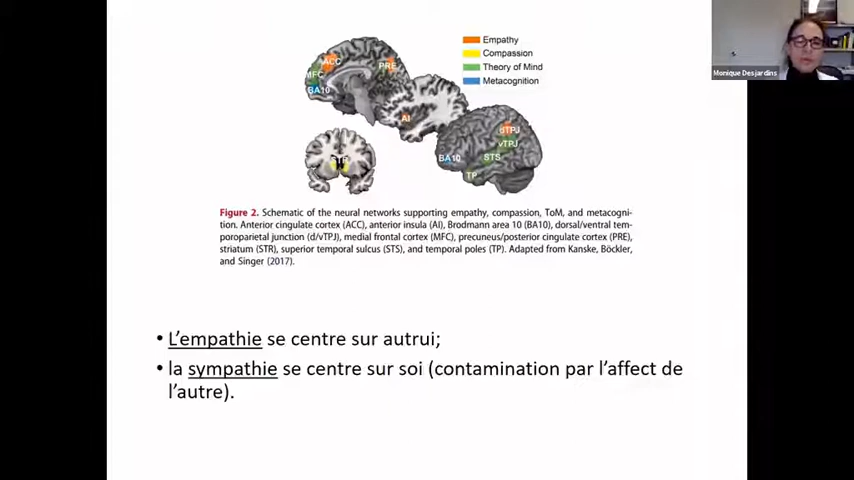 Empathy
Compassion
Theory of Mind
Metacognition
ACC
PRE
MFC
BA10
AI
dTPJ
vTPJ
STS
BA10
TP
STR
Monique Desjardins
Figure 2. Schematic of the neural networks supporting empathy, compassion, ToM, and metacogni-
tion. Anterior cingulate cortex (ACC), anterior insula (AI), Brodmann area 10 (BA10), dorsal/ventral tem-
poroparietal junction (d/vTPJ), medial frontal cortex (MFC), precuneus/posterior cingulate cortex (PRE),
striatum (STR), superior temporal sulcus (STS), and temporal poles (TP). Adapted from Kanske, Böckler,
and Singer (2017).
• L'empathie se centre sur autrui;
• la sympathie se centre sur soi (contamination par l'affect de
l'autre).